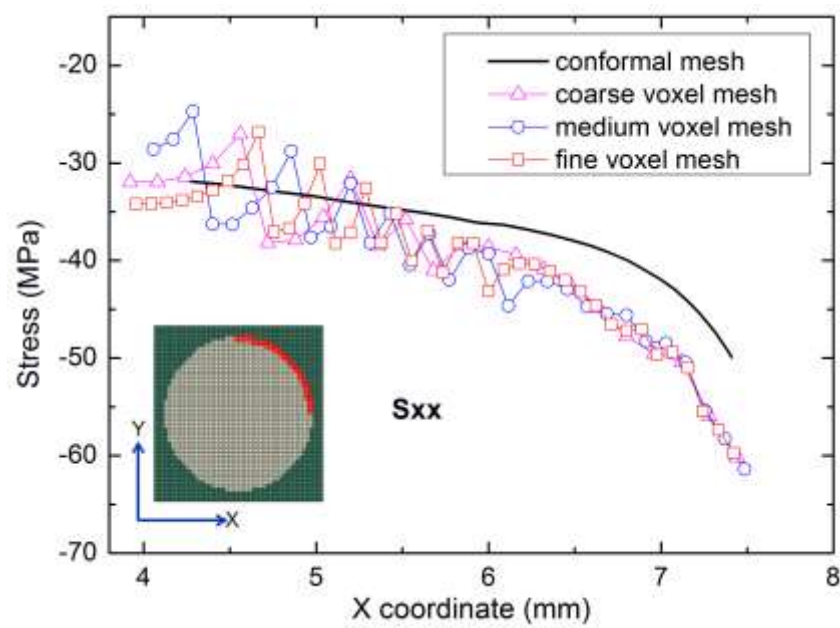 -20
-30
-40
-50
-60
-70
Stress (MPa)
conformal mesh
coarse voxel mesh
medium voxel mesh
fine voxel mesh
Sxx
Y
X
4
5
6
7
8
X coordinate (mm)